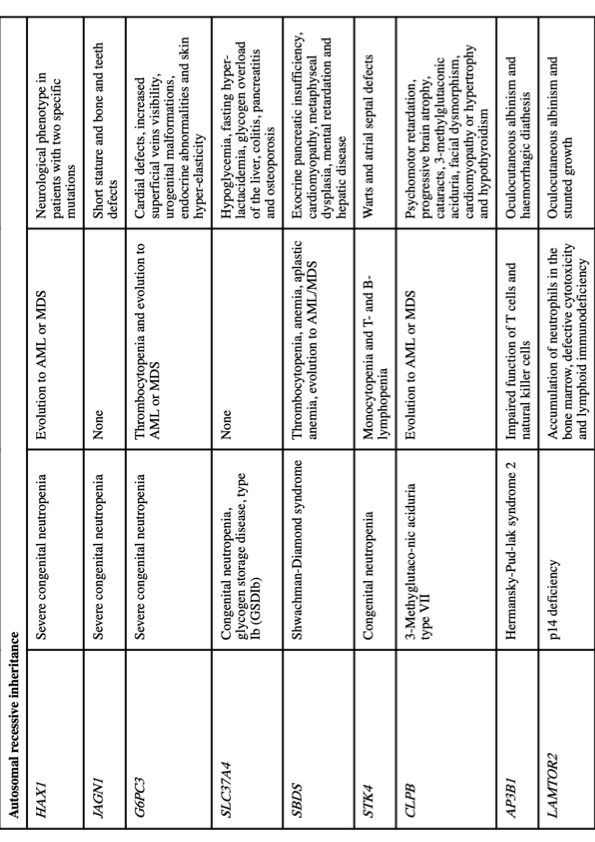 Autosomal recessive inheritance
HAX1
Severe congenital neutropenia
Evolution to AML or MDS
Neurological phenotype in
patients with two specific
mutations
JAGN1
Severe congenital neutropenia
None
Short stature and bone and teeth
defects
G6PC3
Severe congenital neutropenia
Thrombocytopenia and evolution to
AML or MDS
Cardial defects, increased
superficial veins visibility,
urogenital malformations,
endocrine abnormalities and skin
hyper-elasticity
SLC37A4
Congenital neutropenia,
glycogen storage disease, type
Ib (GSDIb)
None
Hypoglycemia, fasting hyper-
lactacidemia, glycogen overload
of the liver, colitis, pancreatitis
and osteoporosis
SBDS
Shwachman-Diamond syndrome
Thrombocytopenia, anemia, aplastic
anemia, evolution to AML/MDS
Exocrine pancreatic insufficiency,
cardiomyopathy, metaphyseal
dysplasia, mental retardation and
hepatic disease
STK4
Congenital neutropenia
Monocytopenia and T- and B-
lymphopenia
Warts and atrial septal defects
CLPB
3-Methyglutaco-nic aciduria
type VII
Evolution to AML or MDS
Psychomotor retardation,
progressive brain atrophy,
cataracts, 3-methylglutaconic
aciduria, facial dysmorphism,
cardiomyopathy or hypertrophy
and hypothyroidism
AP3B1
Hermansky-Pud-lak syndrome 2
Impaired function of T cells and
natural killer cells
Oculocutaneous albinism and
haemorrhagic diathesis
LAMTOR2
p14 deficiency
Accumulation of neutrophils in the
bone marrow, defective cytotoxicity
and lymphoid immunodeficiency
Oculocutaneous albinism and
stunted growth